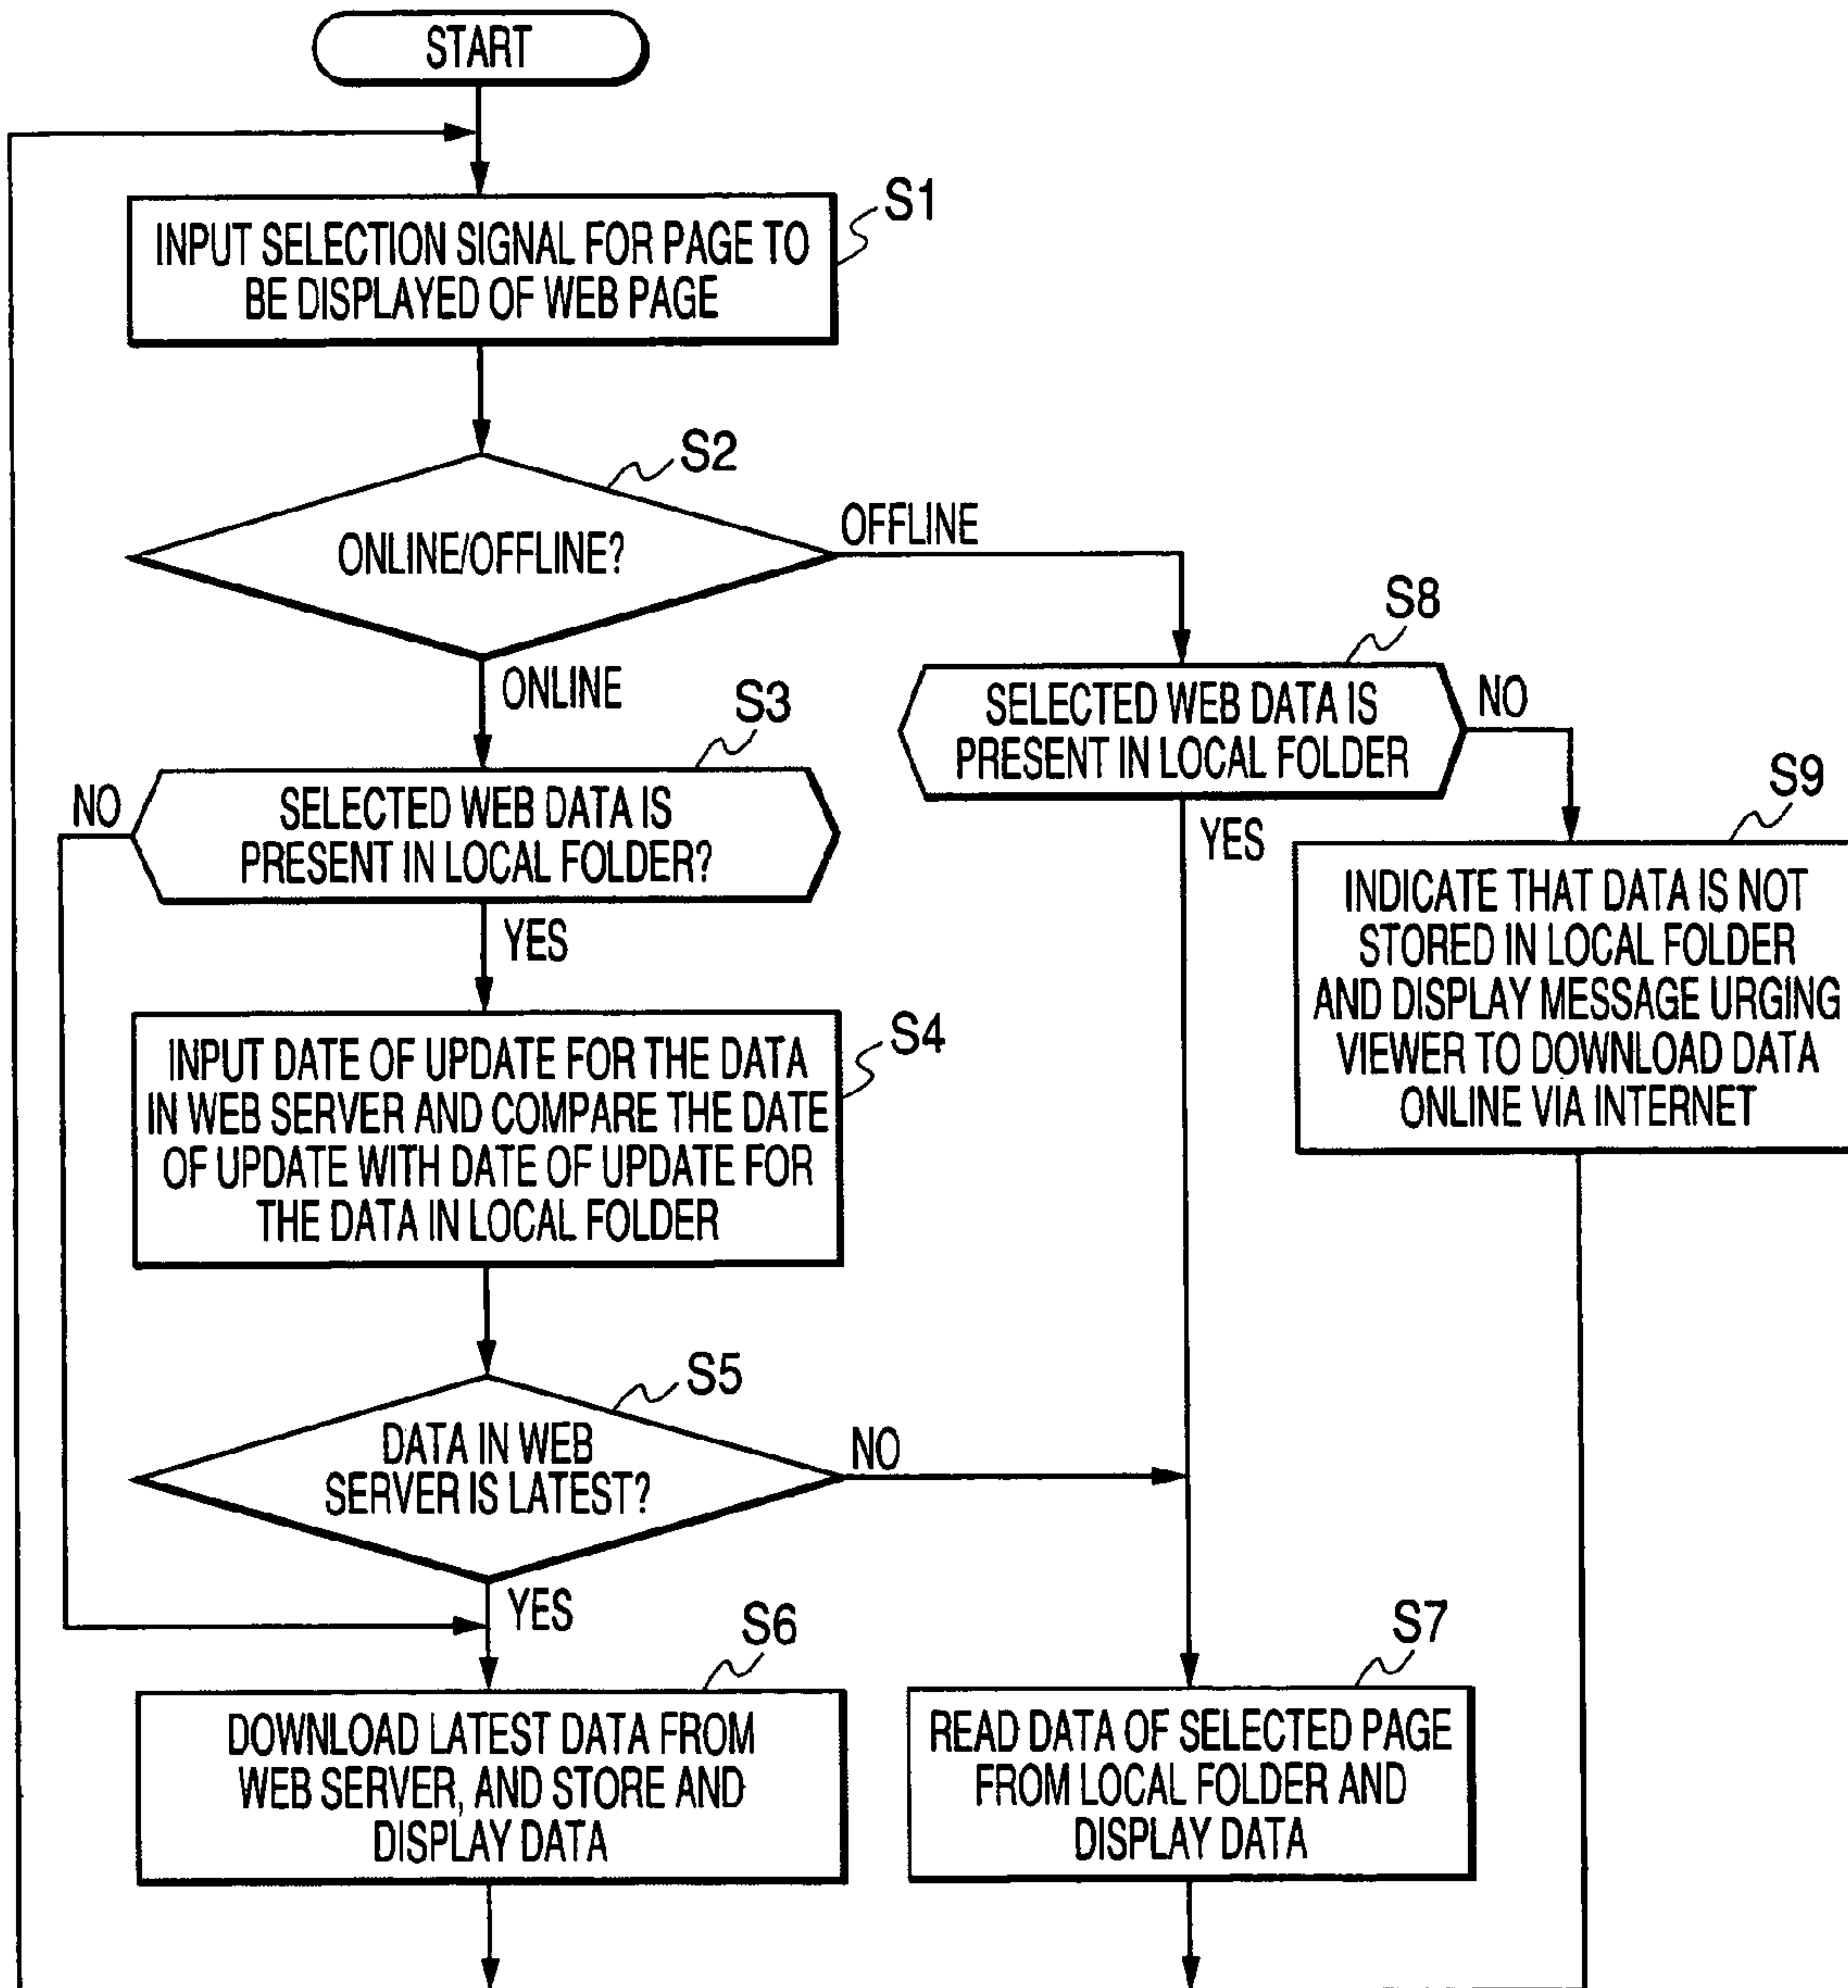 START
S1
INPUT SELECTION SIGNAL FOR PAGE TO
BE DISPLAYED OF WEB PAGE
S2
ONLINE/OFFLINE?
OFFLINE
ONLINE
S8
SELECTED WEB DATA IS
PRESENT IN LOCAL FOLDER
NO
YES
S3
NO
SELECTED WEB DATA IS
PRESENT IN LOCAL FOLDER?
YES
S9
INDICATE THAT DATA IS NOT
STORED IN LOCAL FOLDER
AND DISPLAY MESSAGE URGING
VIEWER TO DOWNLOAD DATA
ONLINE VIA INTERNET
S4
INPUT DATE OF UPDATE FOR THE DATA
IN WEB SERVER AND COMPARE THE DATE
OF UPDATE WITH DATE OF UPDATE FOR
THE DATA IN LOCAL FOLDER
S5
DATA IN WEB
SERVER IS LATEST?
NO
YES
S6
DOWNLOAD LATEST DATA FROM
WEB SERVER, AND STORE AND
DISPLAY DATA
S7
READ DATA OF SELECTED PAGE
FROM LOCAL FOLDER AND
DISPLAY DATA